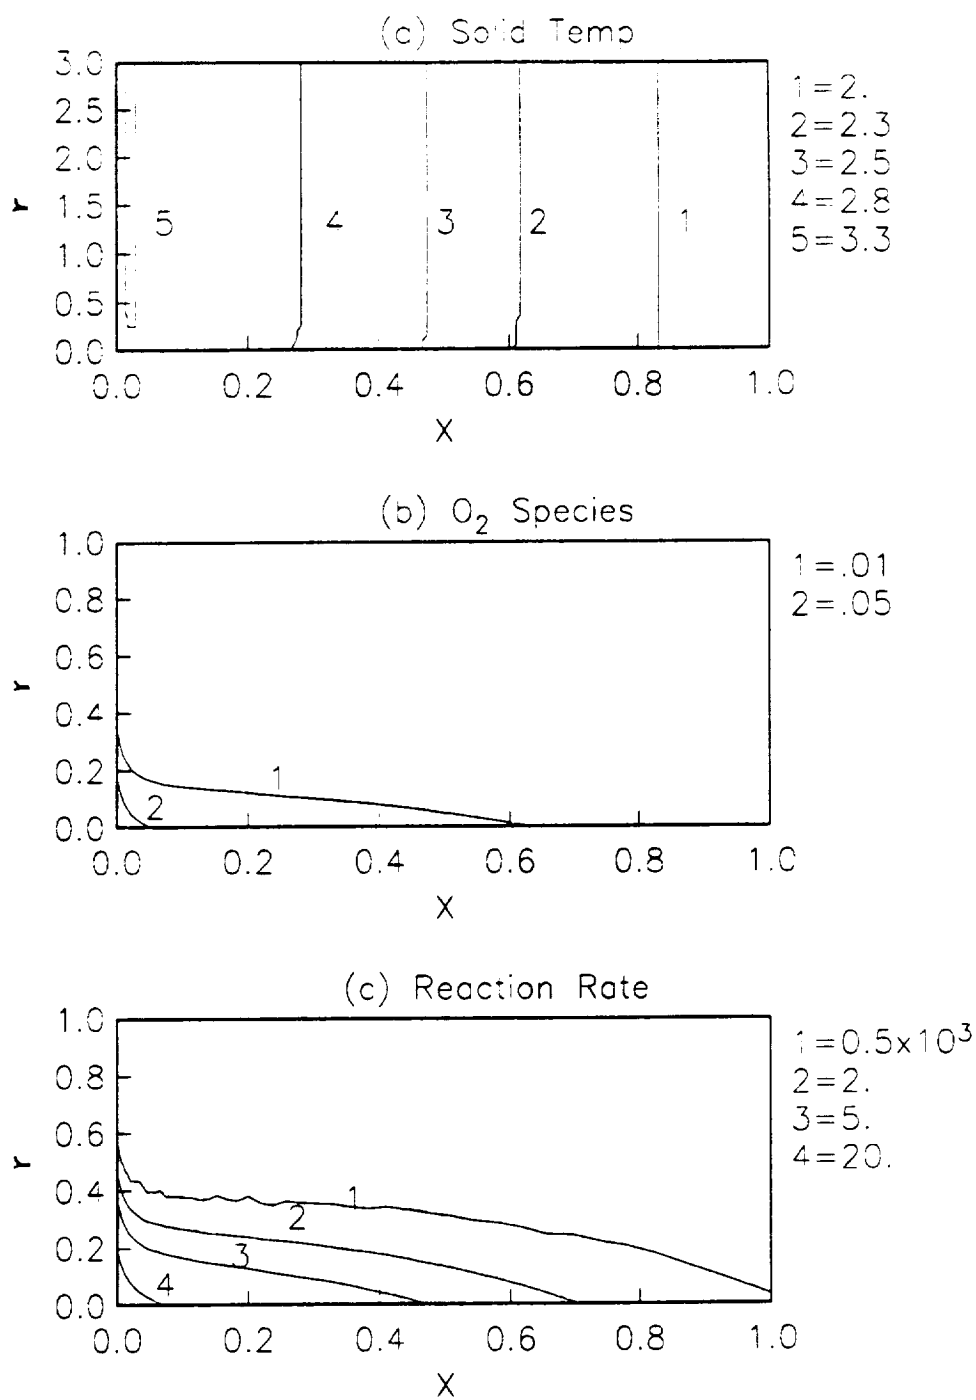 (a) Solid Temp
3.0
2.5
2.0
1.5
1.0
0.5
0.0
r
5 4 3 2 1
1=2.
2=2.3
3=2.5
4=2.8
5=3.3
0.0 0.2 0.4 0.6 0.8 1.0
X
(b) O₂ Species
1.0
0.8
0.6
0.4
0.2
0.0
r
1
2
1=.01
2=.05
0.0 0.2 0.4 0.6 0.8 1.0
X
(c) Reaction Rate
1.0
0.8
0.6
0.4
0.2
0.0
r
1
2
3
4
1=0.5x10³
2=2.
3=5.
4=20.
0.0 0.2 0.4 0.6 0.8 1.0
X